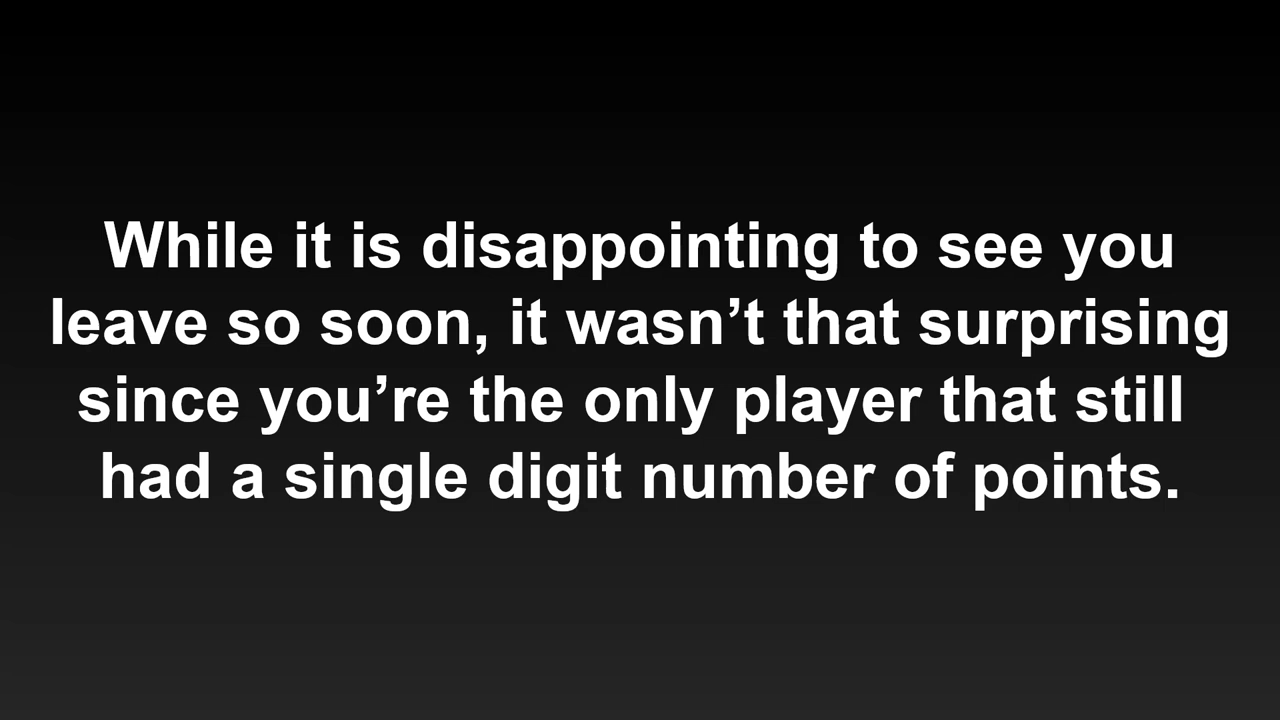 While it is disappointing to see you
leave so soon, it wasn’t that surprising
since you’re the only player that still
had a single digit number of points.